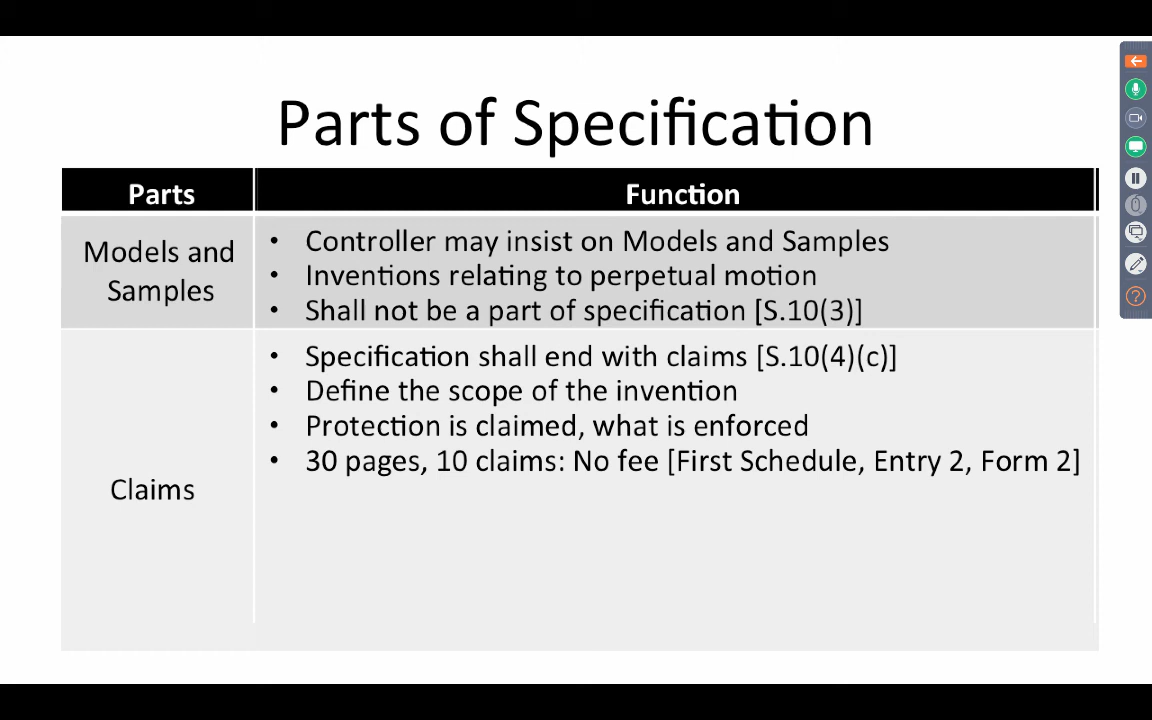 Parts of Specification
Parts
Function
Models and
Samples
• Controller may insist on Models and Samples
• Inventions relating to perpetual motion
• Shall not be a part of specification [S.10(3)]
Claims
• Specification shall end with claims [S.10(4)(c)]
• Define the scope of the invention
• Protection is claimed, what is enforced
• 30 pages, 10 claims: No fee [First Schedule, Entry 2, Form 2]